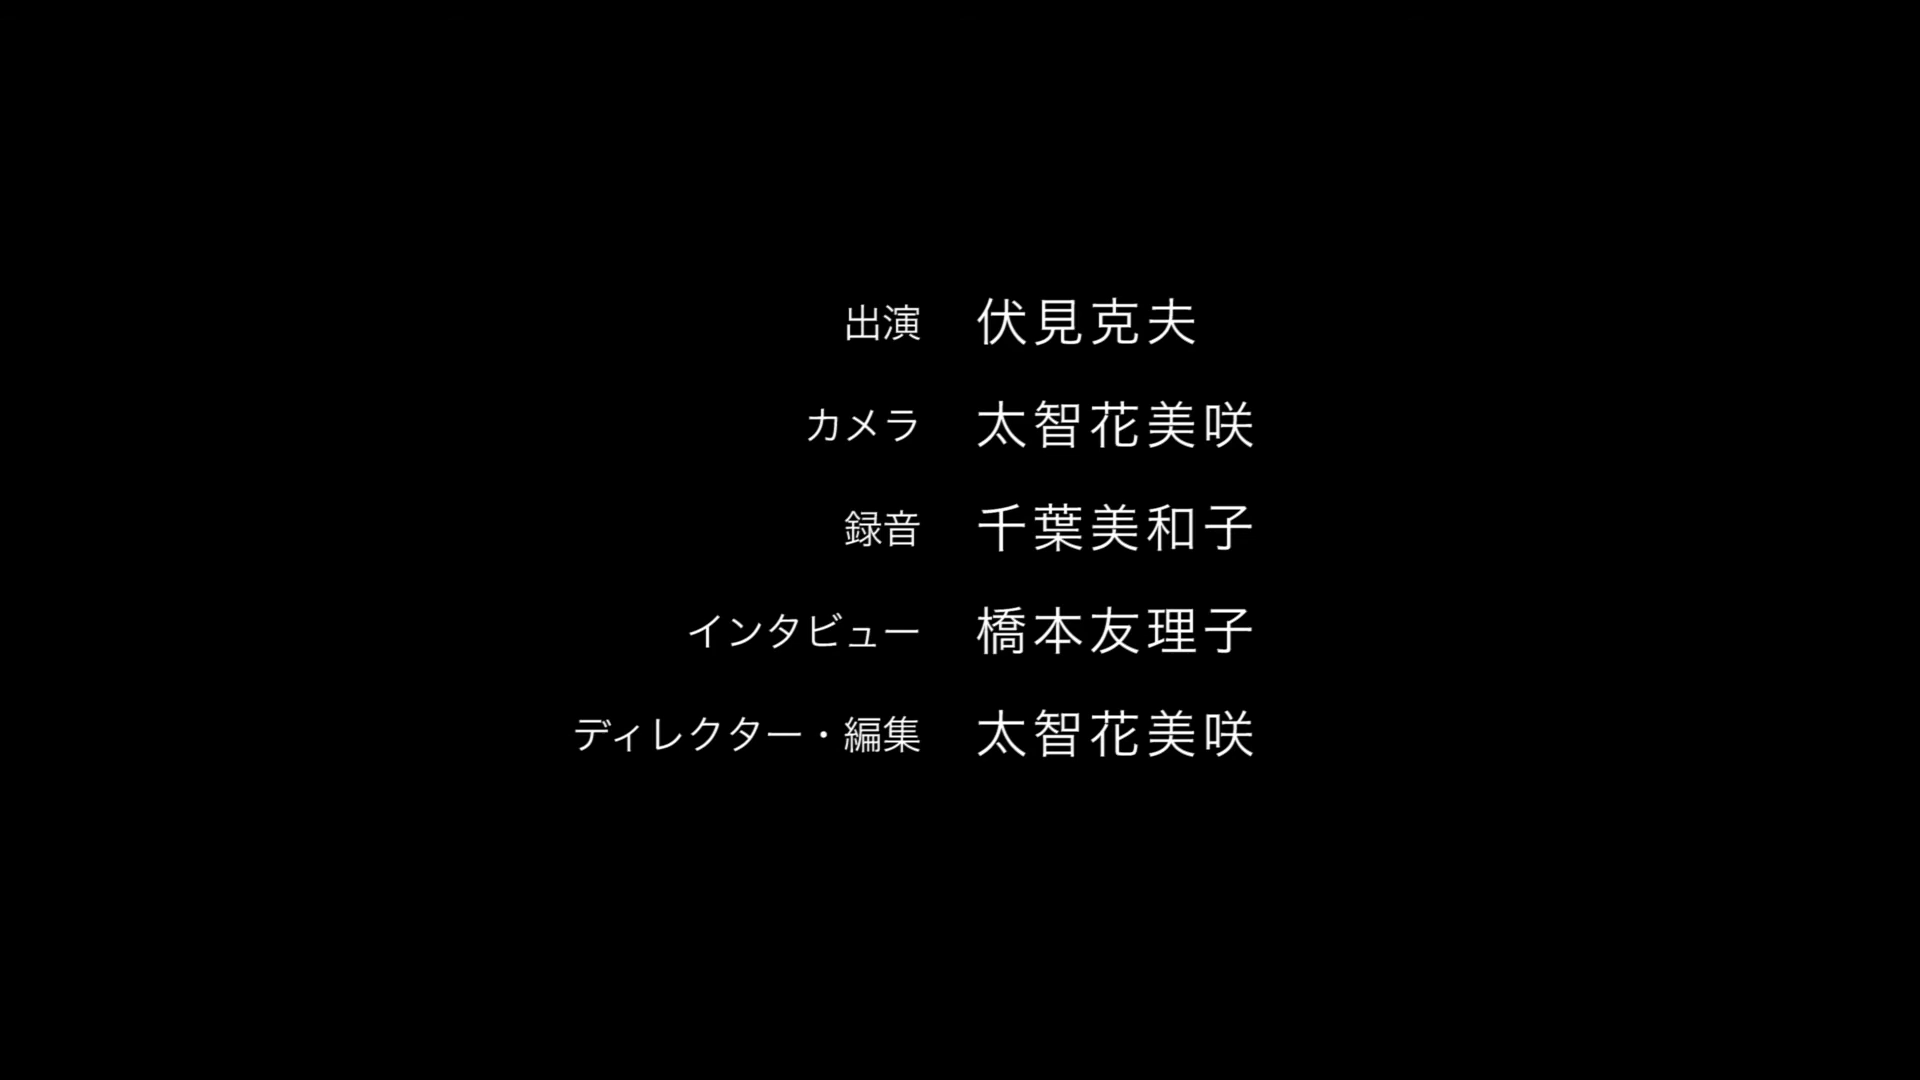 出演 伏見克夫
カメラ 太智花美咲
録音 千葉美和子
インタビュー 橋本友理子
ディレクター・編集 太智花美咲